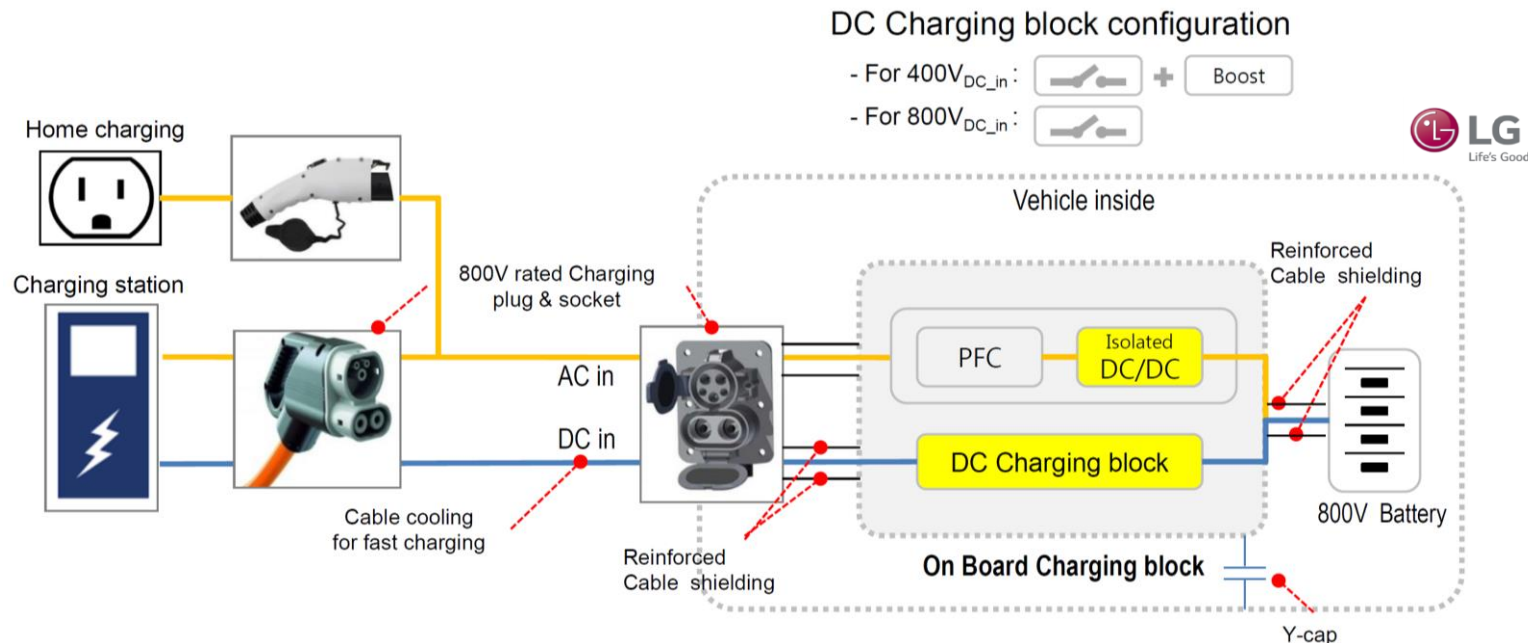 DC Charging block configuration
- For 400VDC_in : + Boost
- For 800VDC_in :
LG
Life's Good
Home charging
Charging station
800V rated Charging
plug & socket
Vehicle inside
Reinforced
Cable shielding
PFC
Isolated
DC/DC
AC in
DC in
DC Charging block
800V Battery
Cable cooling
for fast charging
Reinforced
Cable shielding
On Board Charging block
Y-cap